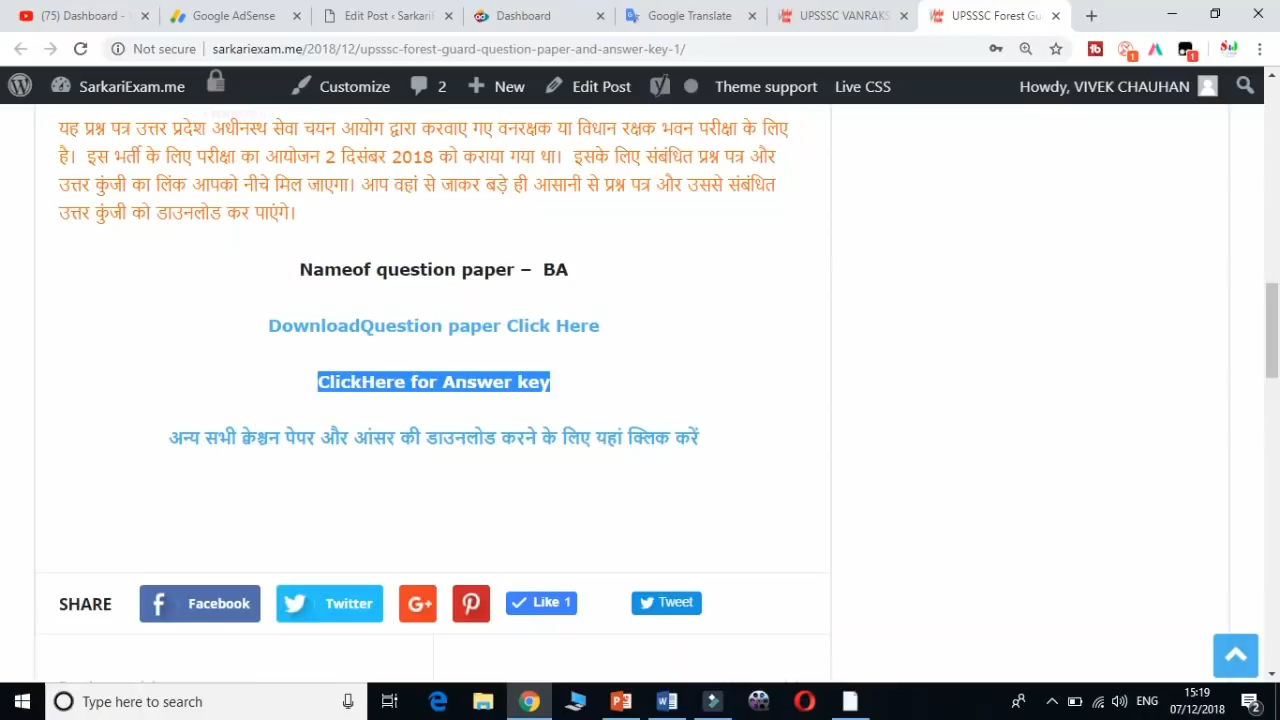 (75) Dashboard -
Google AdSense
Edit Post ‹ Sarkari
Dashboard
Google Translate
UPSSSC VANRAKS
UPSSSC Forest Gu
Not secure
sarkariexam.me/2018/12/upsssc-forest-guard-question-paper-and-answer-key-1/
SarkariExam.me
Customize
2
New
Edit Post
Theme support
Live CSS
Howdy, VIVEK CHAUHAN
यह प्रश्न पत्र उत्तर प्रदेश अधीनस्थ सेवा चयन आयोग द्वारा करवाए गए वनरक्षक या विधान रक्षक भवन परीक्षा के लिए
है। इस भर्ती के लिए परीक्षा का आयोजन 2 दिसंबर 2018 को कराया गया था। इसके लिए संबंधित प्रश्न पत्र और
उत्तर कुंजी का लिंक आपको नीचे मिल जाएगा। आप वहां से जाकर बड़े ही आसानी से प्रश्न पत्र और उससे संबंधित
उत्तर कुंजी को डाउनलोड कर पाएंगे।
Nameof question paper – BA
DownloadQuestion paper Click Here
ClickHere for Answer key
अन्य सभी क्वेश्चन पेपर और आंसर की डाउनलोड करने के लिए यहां क्लिक करें
SHARE
Facebook
Twitter
G+
Like 1
Tweet
Type here to search
ENG
15:19
07/12/2018
2